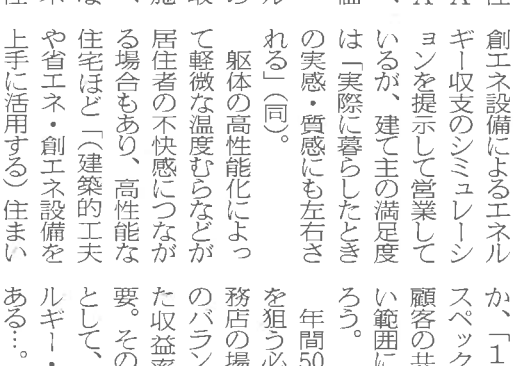 創エネ設備によるエネル
ギー収支のシミュレーシ
ョンを提示して営業して
いるが、建て主の満足度
は「実際に暮らしたとき
の実感・質感にも左右さ
れる」(同)。
躯体の高性能化によっ
て軽微な温度むらなどが
居住者の不快感につなが
る場合もあり、高性能な
住宅ほど「(建築的工夫
や省エネ・創エネ設備を
上手に活用する)住まい
か、「1
スペック
顧客の共
い範囲に
ろう。
年間50
を狙う必
務店の場
のバラン
た収益率
要。その
として、
ルギー・
ある…。